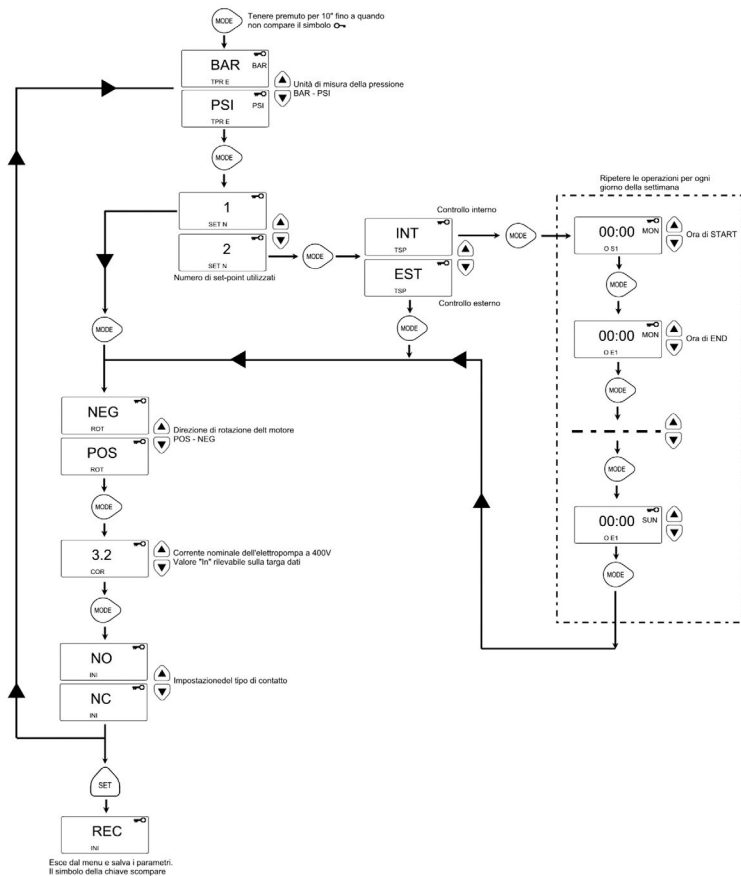 MODE
Tenere premuto per 10" fino a quando
non compare il simbolo
BAR
BAR
TPR E
PSI
PSI
TPR E
Unitá di misura della pressione
BAR - PSI
MODE
1
SET N
2
SET N
Numero di set-point utilizzati
MODE
Controllo interno
INT
TSP
EST
TSP
Controllo esterno
MODE
MODE
Ripetere le operazioni per ogni
giorno della settimana
00:00
MON
O S1
Ora di START
MODE
00:00
MON
O E1
Ora di END
MODE
MODE
00:00
SUN
O E1
MODE
MODE
NEG
ROT
POS
ROT
Direzione di rotazione delt motore
POS - NEG
MODE
3.2
COR
Corrente nominale dell'elettropompa a 400V
Valore "In" rilevabile sulla targa dati
MODE
NO
INI
NC
INI
Impostazionedel tipo di contatto
SET
REC
INI
Esce dal menu e salva i parametri.
Il simbolo della chiave scompare